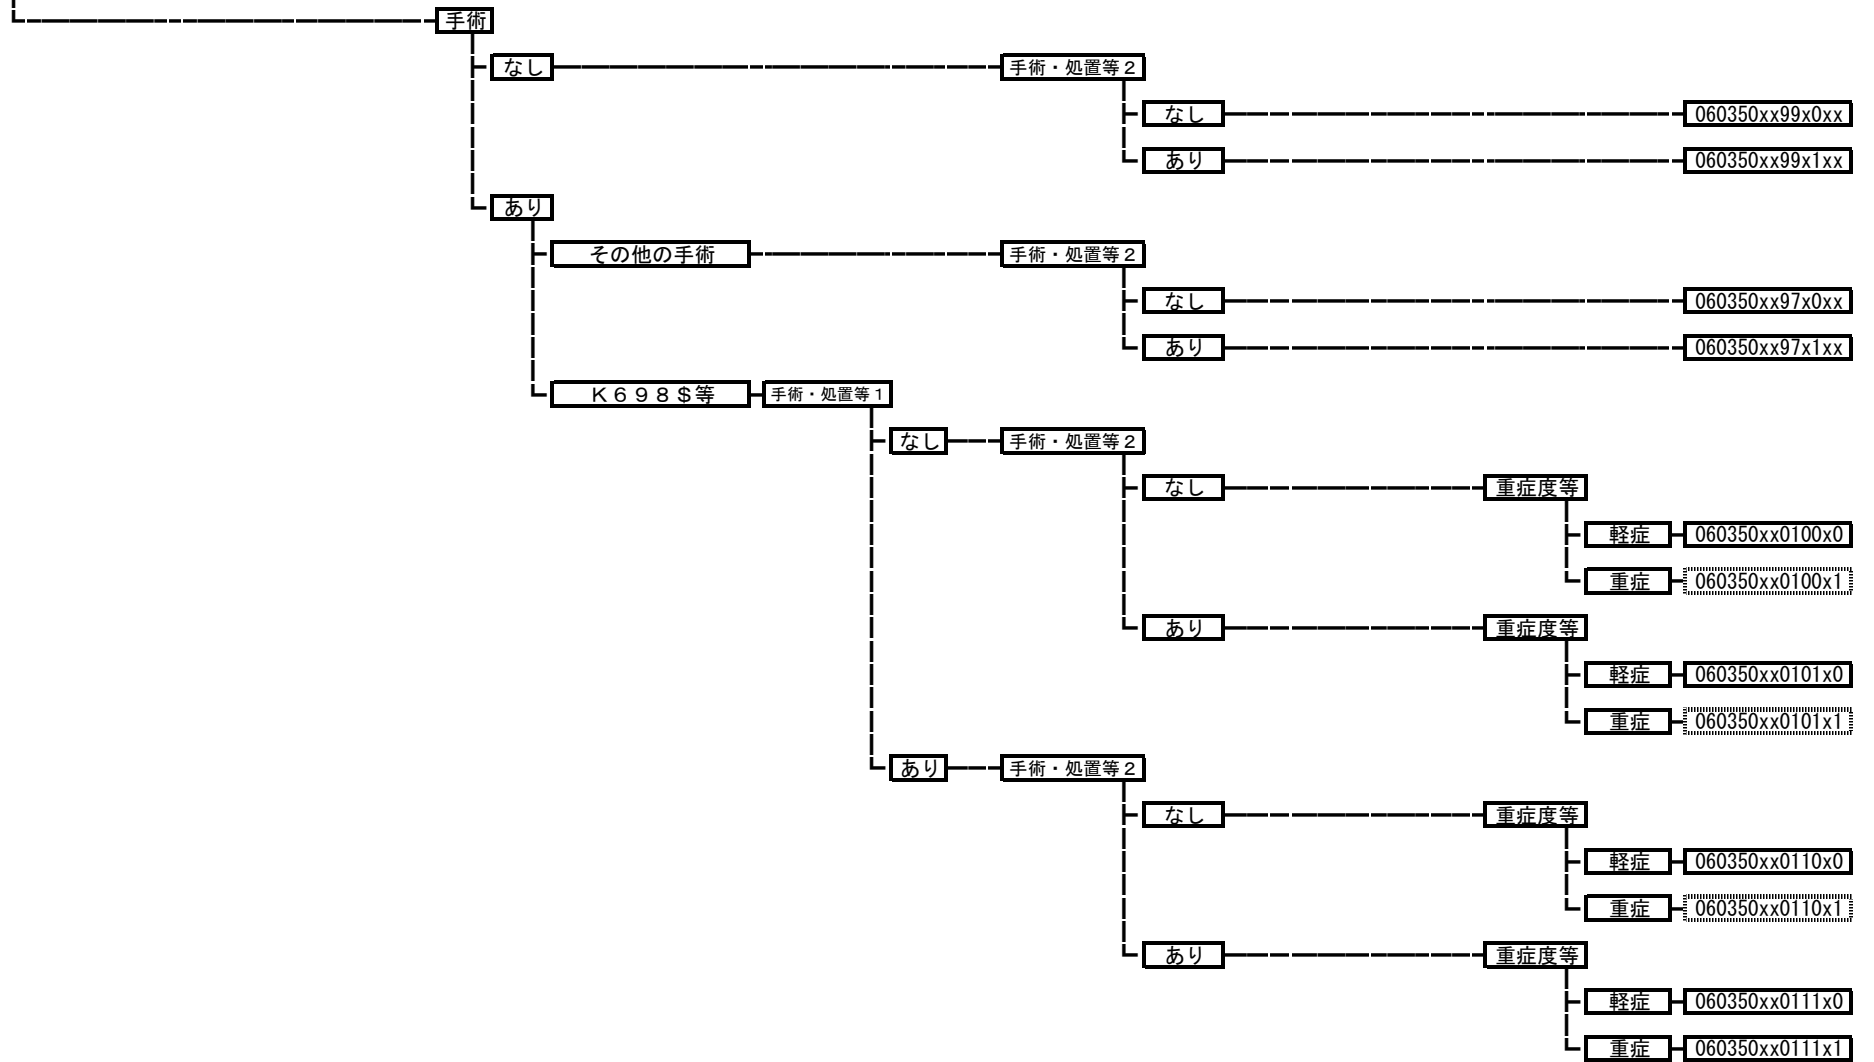 手術
なし 手術・処置等２
なし 060350xx99x0xx
あり 060350xx99x1xx
あり
その他の手術 手術・処置等２
なし 060350xx97x0xx
あり 060350xx97x1xx
Ｋ６９８＄等 手術・処置等１
なし 手術・処置等２
なし 重症度等
軽症 060350xx0100x0
重症 060350xx0100x1
あり 重症度等
軽症 060350xx0101x0
重症 060350xx0101x1
あり 手術・処置等２
なし 重症度等
軽症 060350xx0110x0
重症 060350xx0110x1
あり 重症度等
軽症 060350xx0111x0
重症 060350xx0111x1